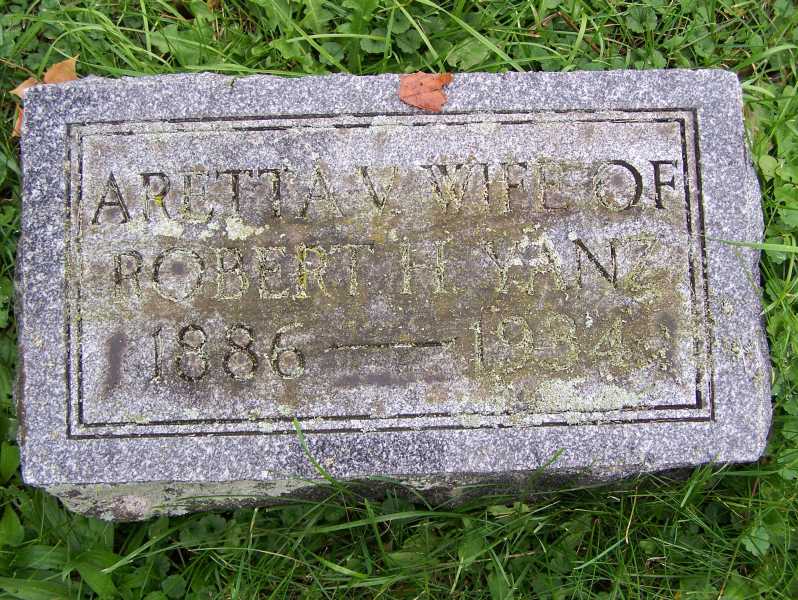 ARETTA V. WIFE OF
ROBERT H. YANZ
1886 — 1934